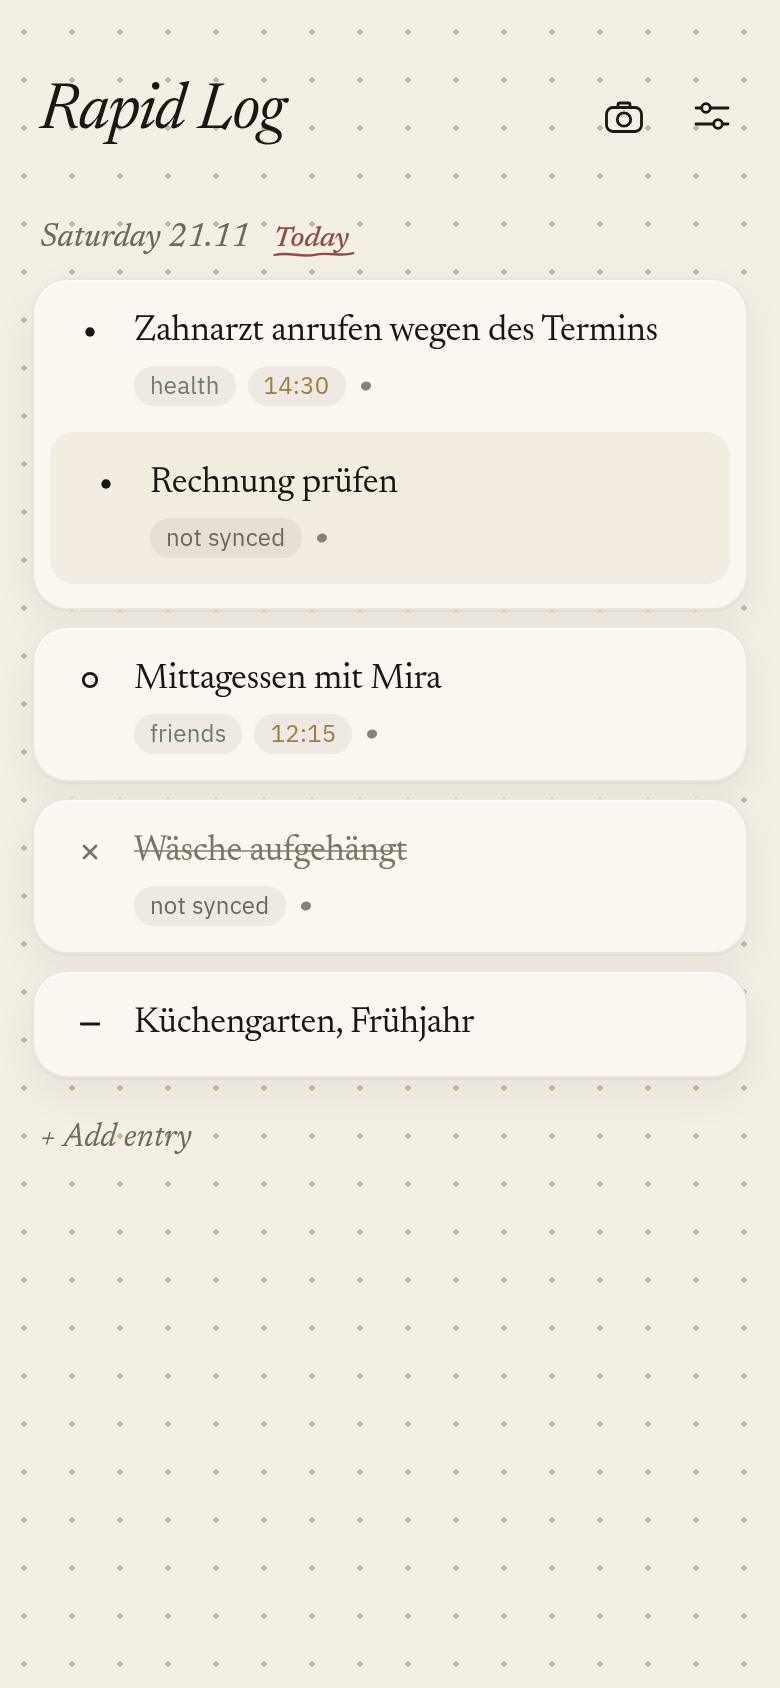 Rapid Log
Saturday 21.11 Today
Zahnarzt anrufen wegen des Termins
health 14:30
Rechnung prüfen
not synced
Mittagessen mit Mira
friends 12:15
Wäsche aufgehängt
not synced
Küchengarten, Frühjahr
+ Add entry